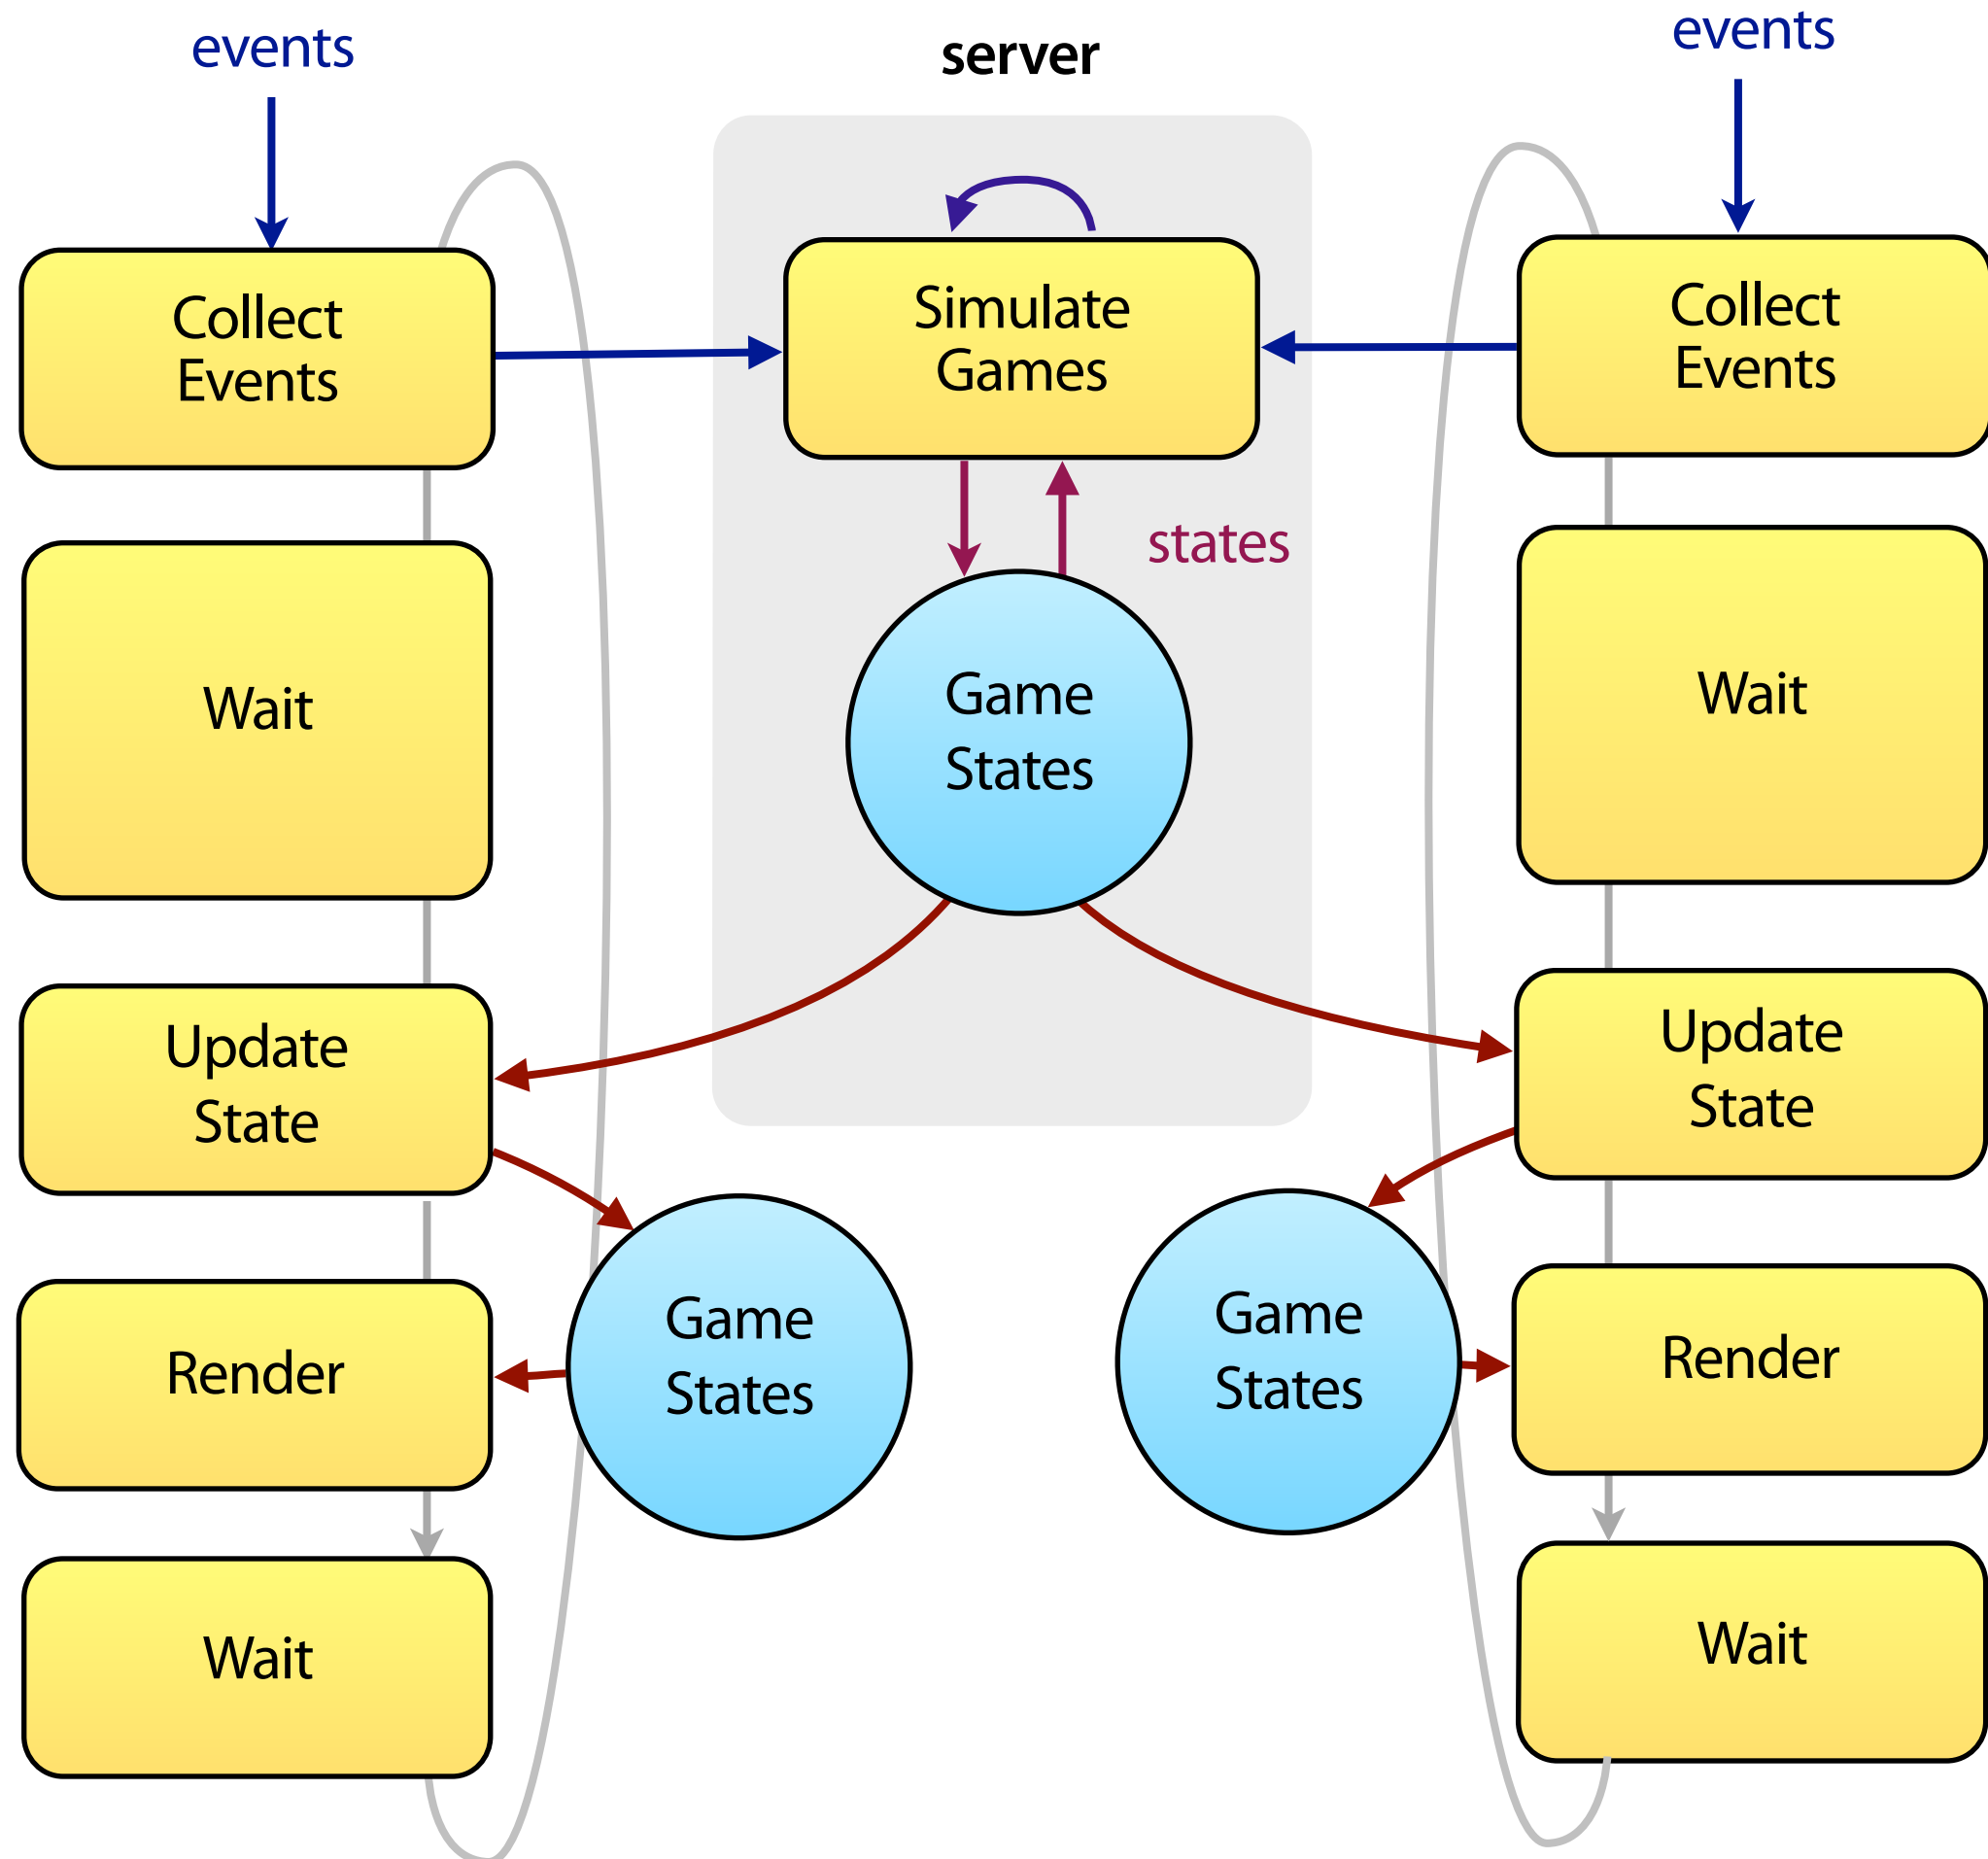 events
server
events
Collect
Events
Simulate
Games
Collect
Events
states
Wait
Game
States
Wait
Update
State
Update
State
Render
Game
States
Game
States
Render
Wait
Wait